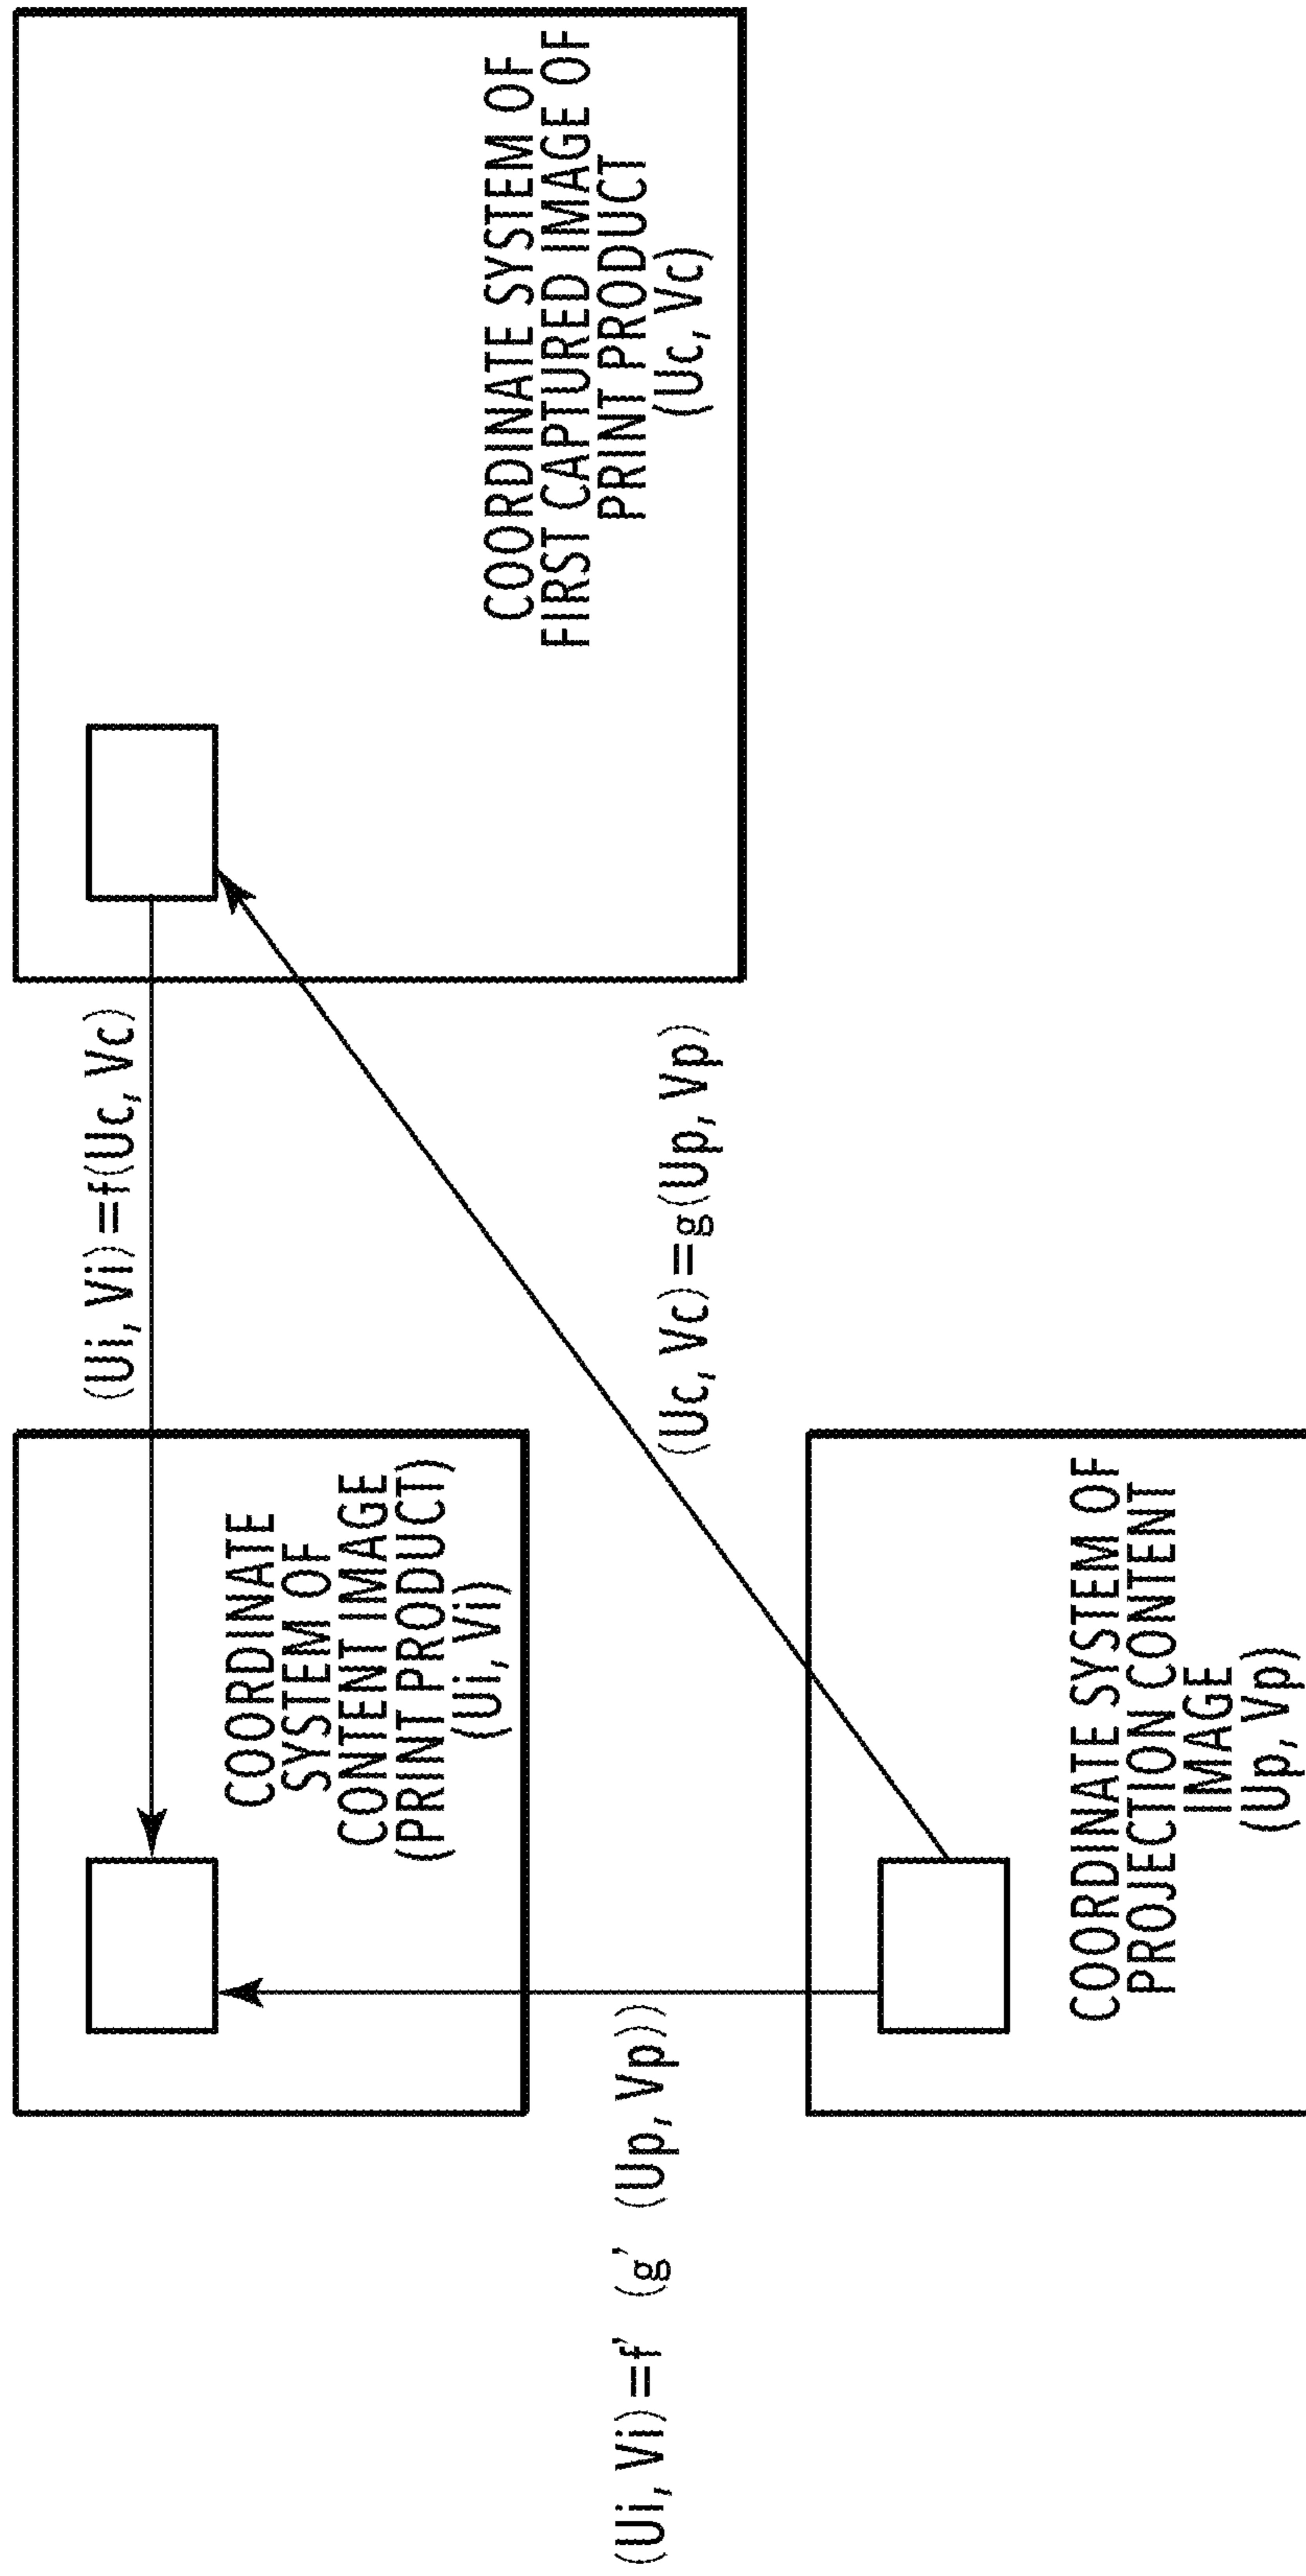 COORDINATE
SYSTEM OF
CONTENT IMAGE
(PRINT PRODUCT)
(Ui, Vi)
(Ui, Vi)=f(Uc, Vc)
COORDINATE SYSTEM OF
FIRST CAPTURED IMAGE OF
PRINT PRODUCT
(Uc, Vc)
(Ui, Vi)=f' (g' (Up, Vp))
(Uc, Vc)=g(Up, Vp)
COORDINATE SYSTEM OF
PROJECTION CONTENT
IMAGE
(Up, Vp)